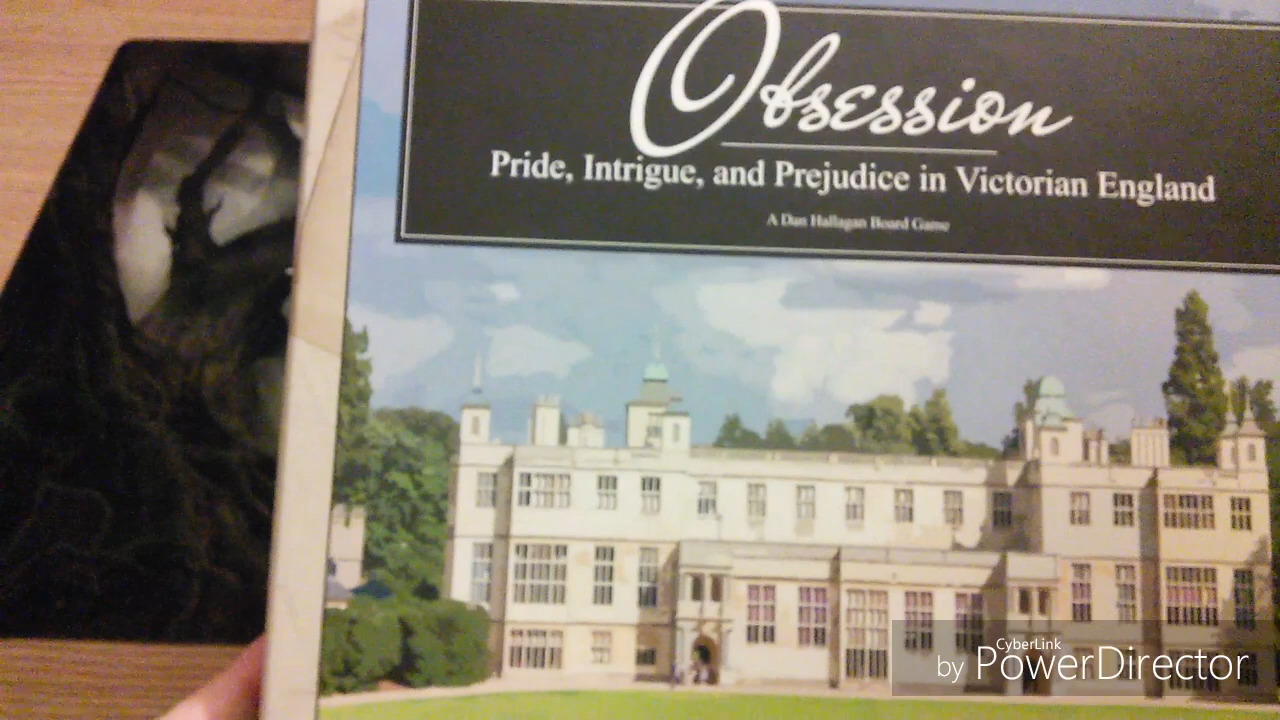 Obsession
Pride, Intrigue, and Prejudice in Victorian England
A Dan Hallagan Board Game
CyberLink
by PowerDirector